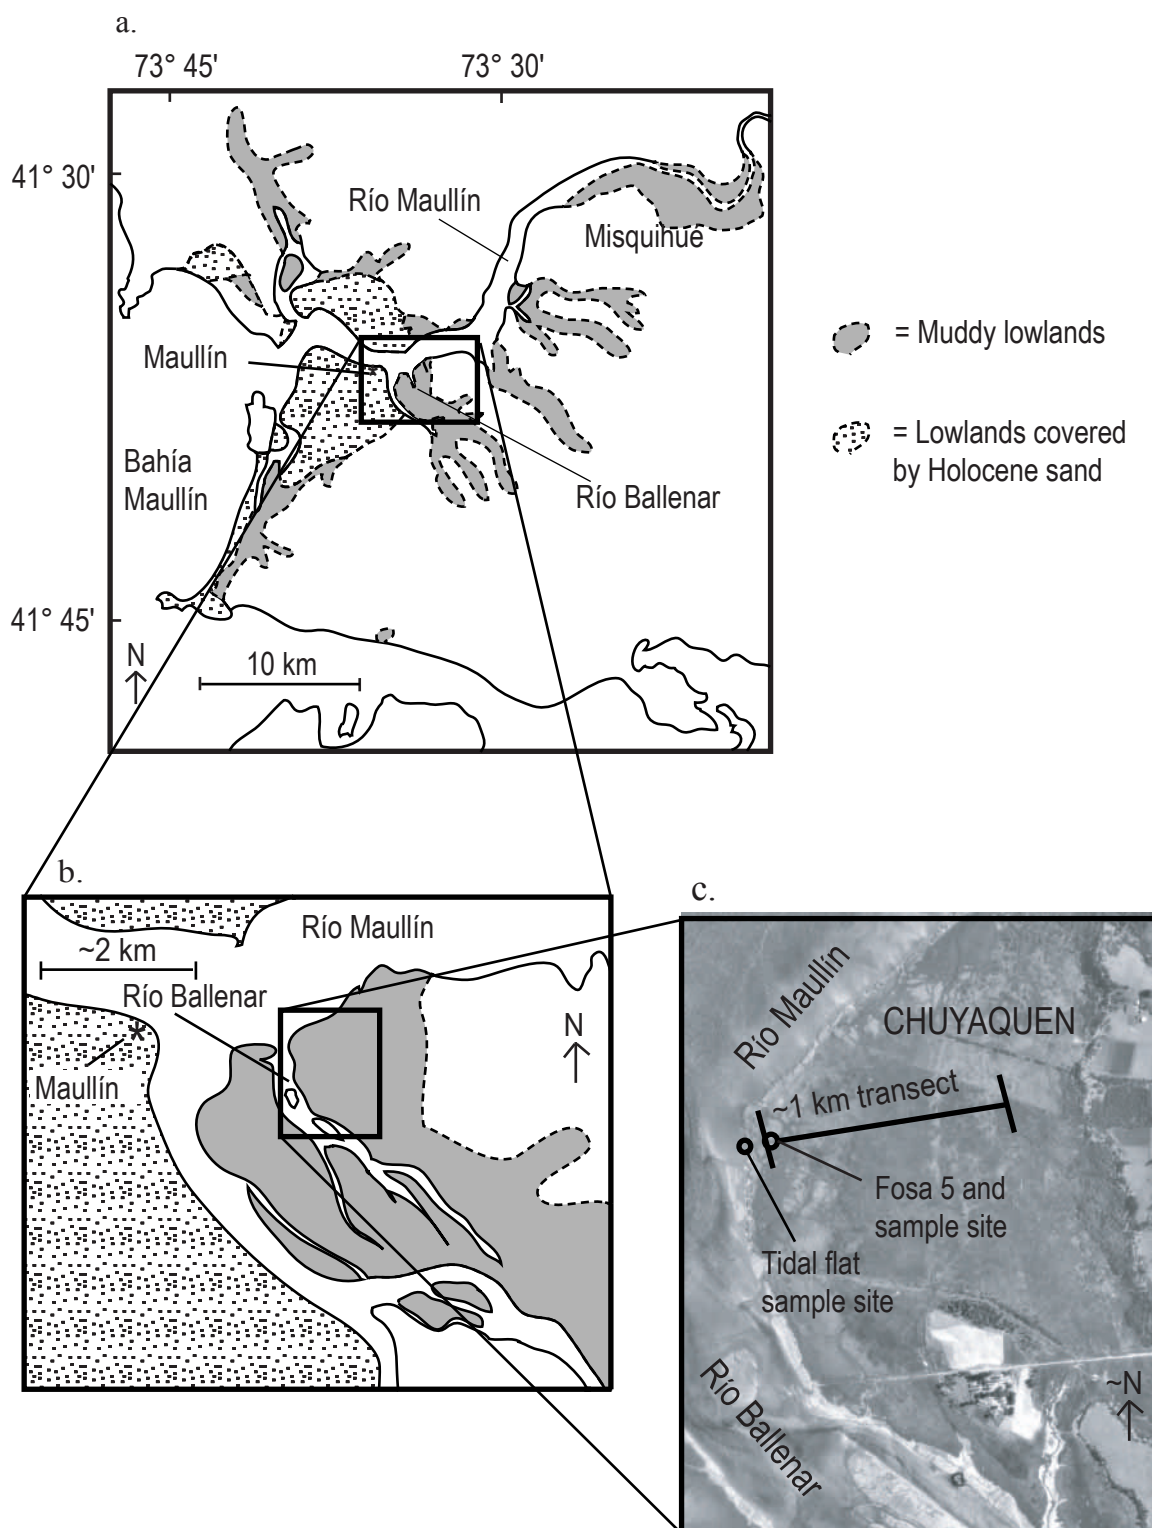 a.
73° 45'
73° 30'
41° 30'
Río Maullín
Misquihué
Maullín
= Muddy lowlands
= Lowlands covered
by Holocene sand
Bahía
Maullín
Río Ballenar
41° 45'
N
10 km
b.
Río Maullín
~2 km
Río Ballenar
N
Maullín
c.
Río Maullín
CHUYAQUEN
~1 km transect
Fosa 5 and
sample site
Tidal flat
sample site
Río Ballenar
~N